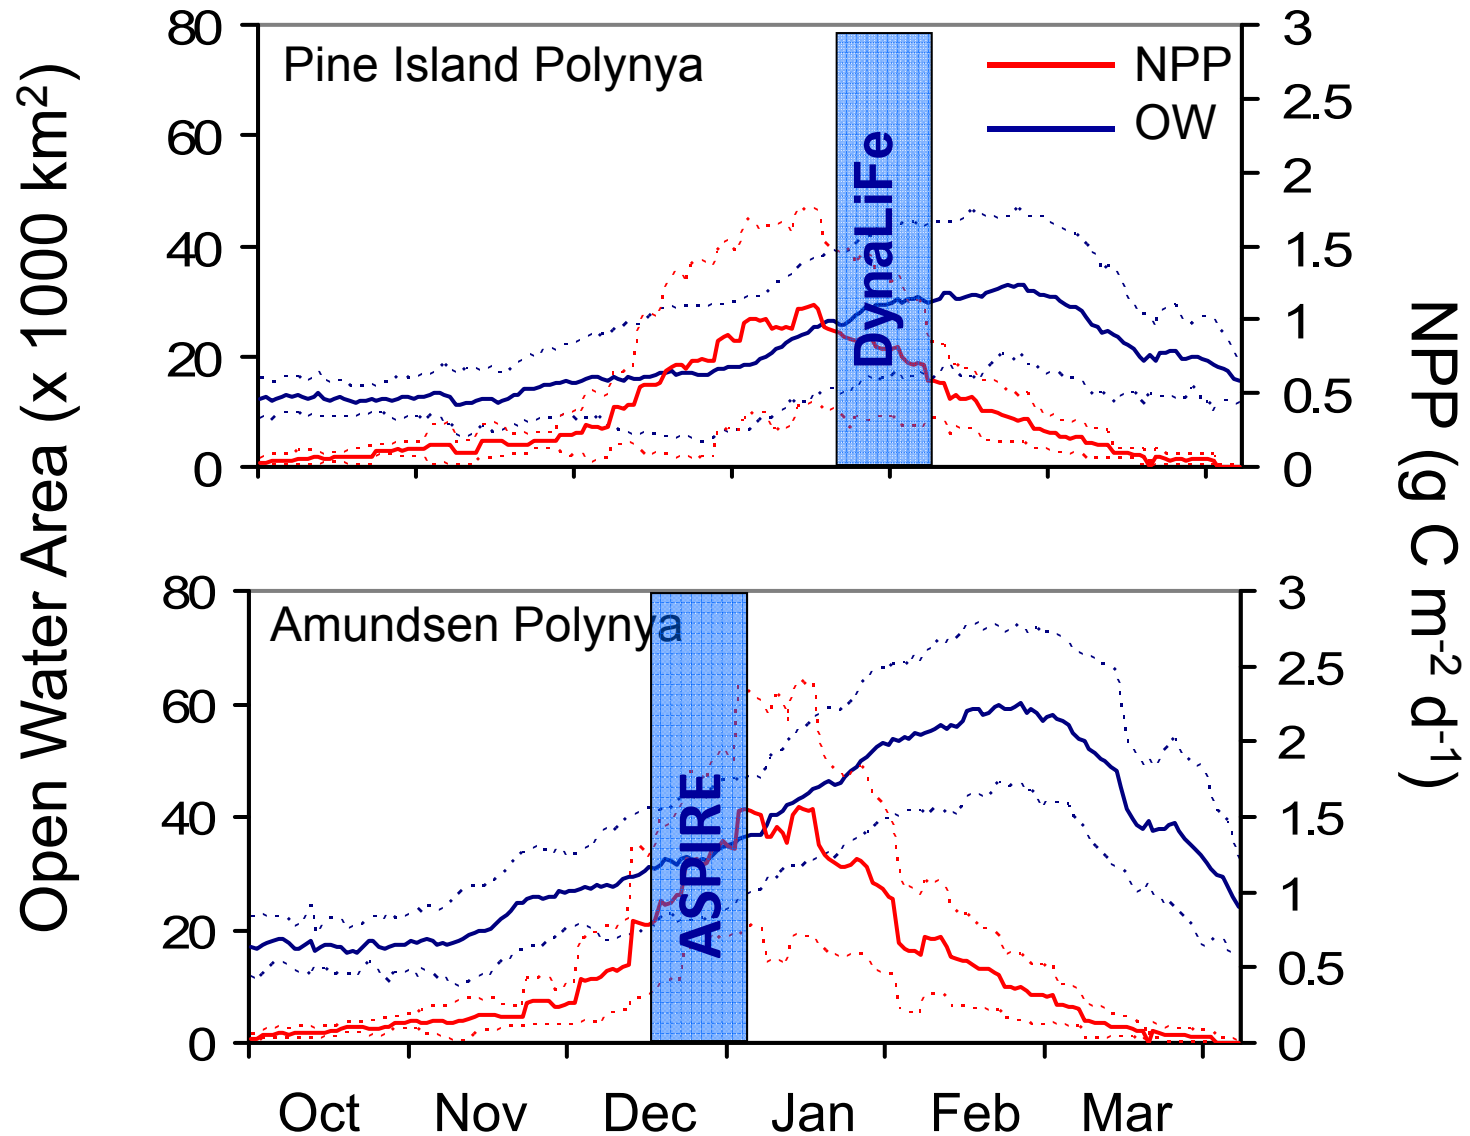 Open Water Area (x 1000 km²)
80
60
40
20
0
Pine Island Polynya
DynaLiFe
NPP
OW
3
2.5
2
1.5
1
0.5
0
NPP (g C m⁻² d⁻¹)
80
60
40
20
0
Amundsen Polynya
ASPIRE
3
2.5
2
1.5
1
0.5
0
Oct Nov Dec Jan Feb Mar